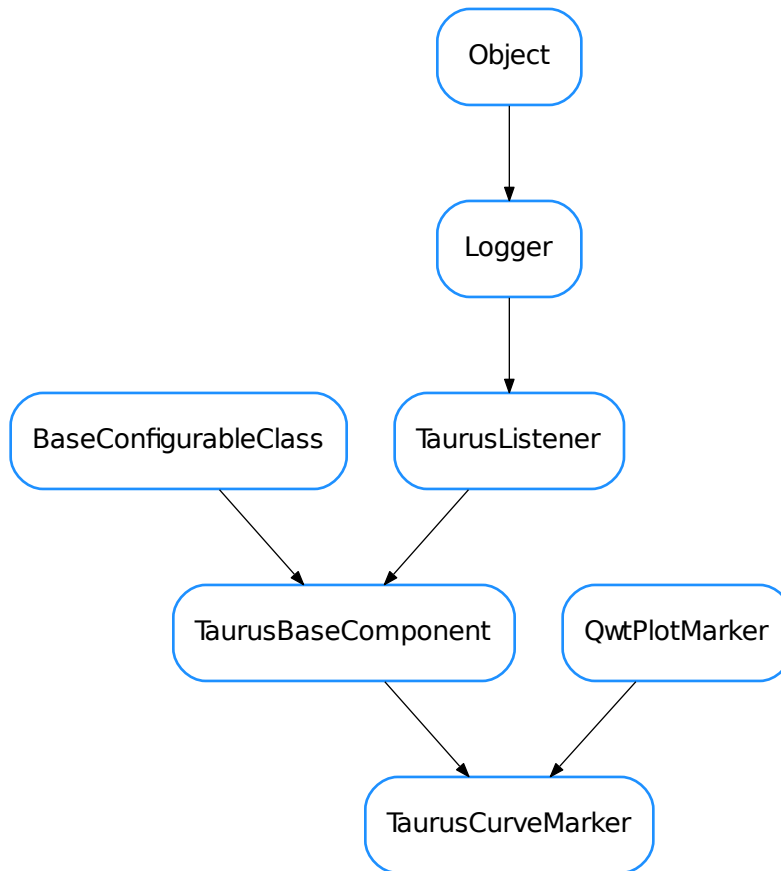 Object
Logger
BaseConfigurableClass
TaurusListener
TaurusBaseComponent
QwtPlotMarker
TaurusCurveMarker